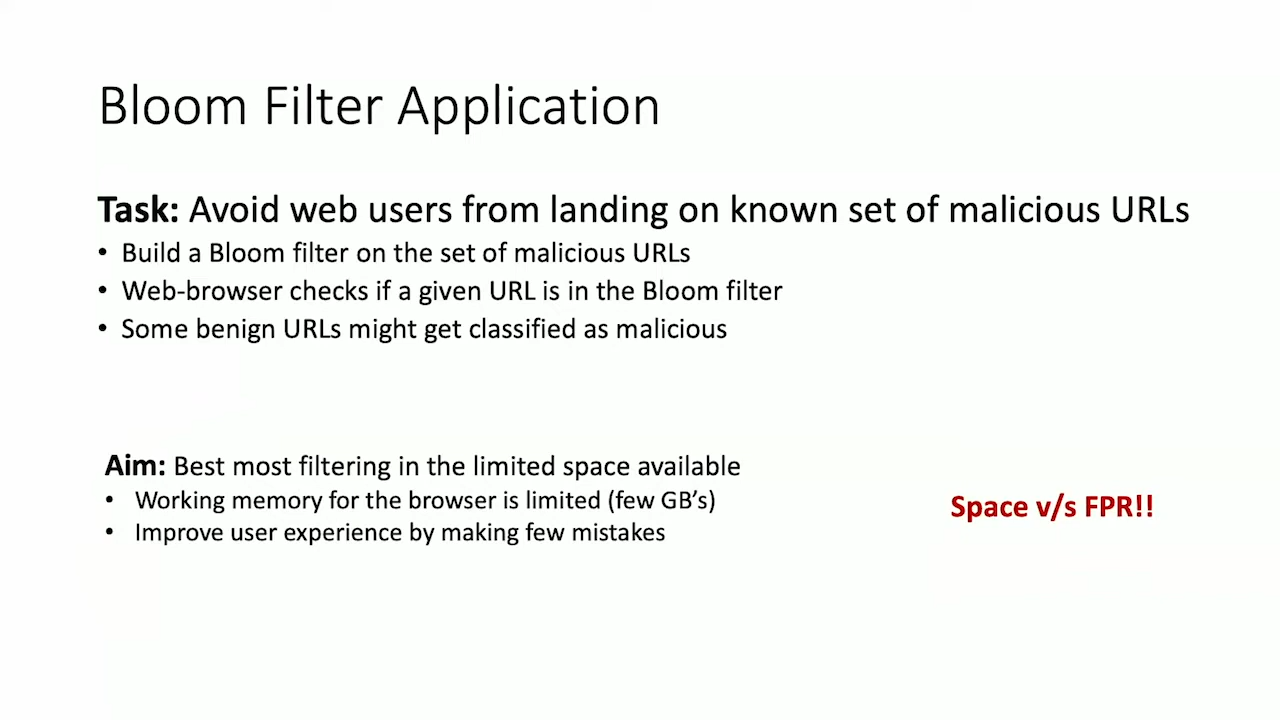 Bloom Filter Application
Task: Avoid web users from landing on known set of malicious URLs
• Build a Bloom filter on the set of malicious URLs
• Web-browser checks if a given URL is in the Bloom filter
• Some benign URLs might get classified as malicious
Aim: Best most filtering in the limited space available
• Working memory for the browser is limited (few GB's)
• Improve user experience by making few mistakes
Space v/s FPR!!